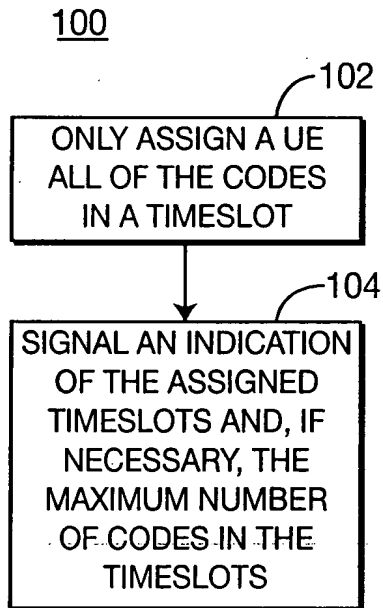 100
102
ONLY ASSIGN A UE
ALL OF THE CODES
IN A TIMESLOT
104
SIGNAL AN INDICATION
OF THE ASSIGNED
TIMESLOTS AND, IF
NECESSARY, THE
MAXIMUM NUMBER
OF CODES IN THE
TIMESLOTS